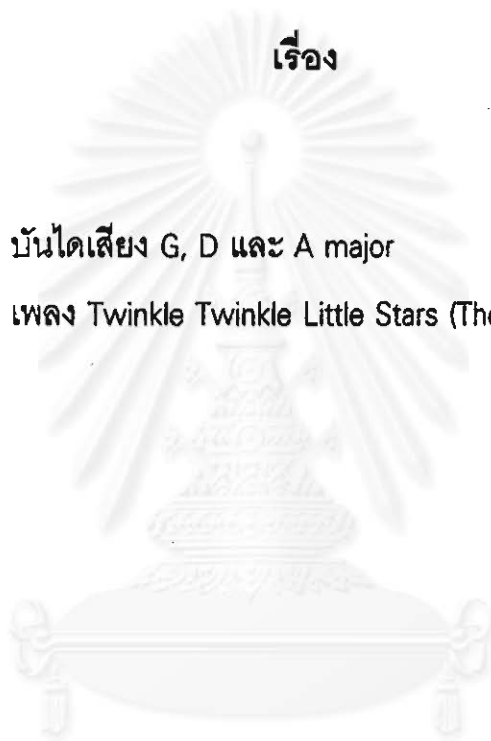 เรื่อง
บันไดเสียง G, D และ A major
เพลง Twinkle Twinkle Little Stars (The